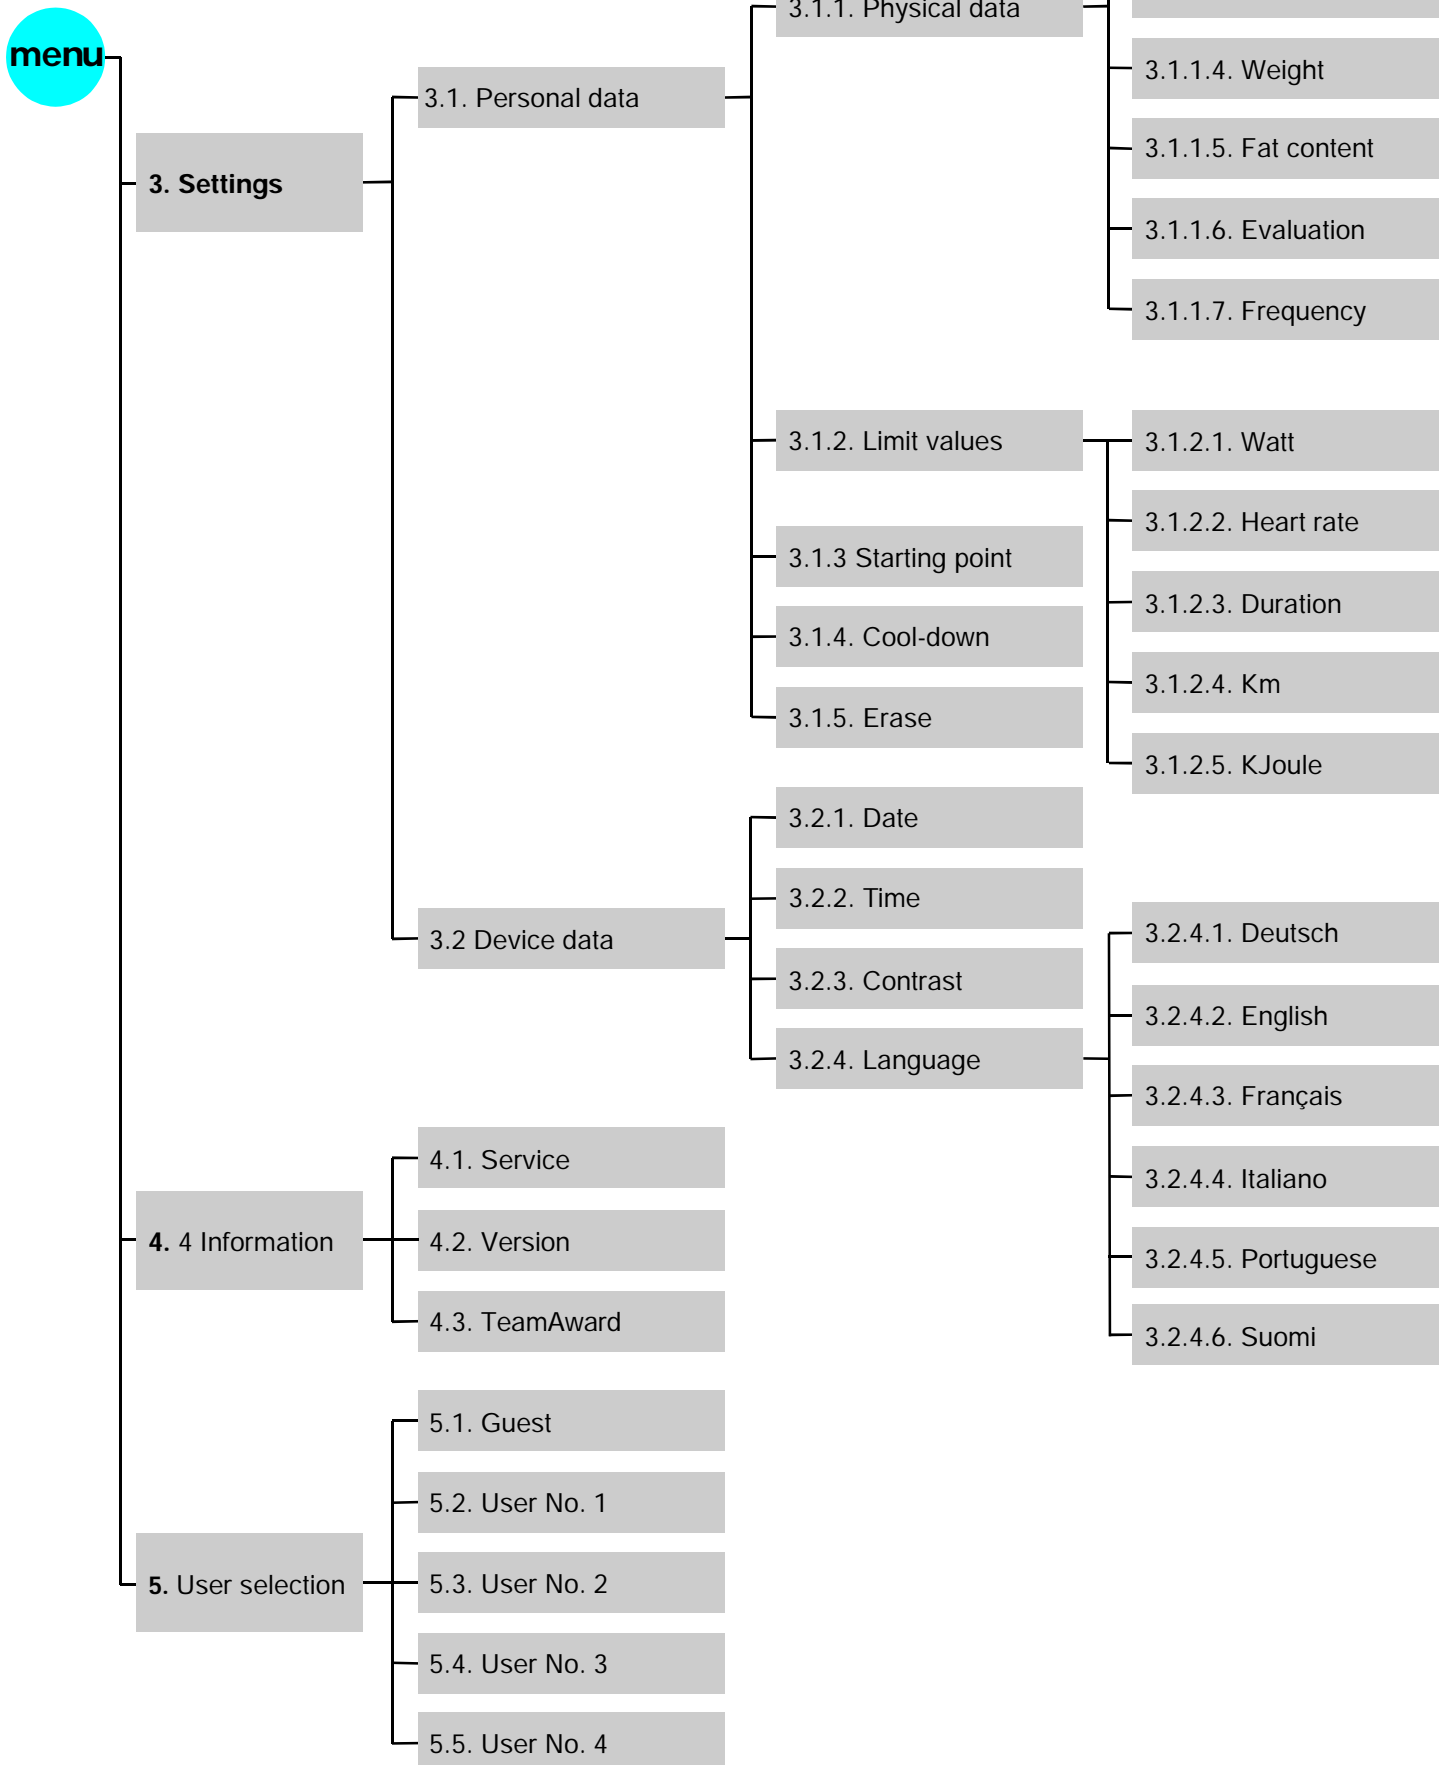 menu
3. Settings
3.1. Personal data
3.1.1. Physical data
3.1.1.4. Weight
3.1.1.5. Fat content
3.1.1.6. Evaluation
3.1.1.7. Frequency
3.1.2. Limit values
3.1.2.1. Watt
3.1.2.2. Heart rate
3.1.2.3. Duration
3.1.2.4. Km
3.1.2.5. KJoule
3.1.3 Starting point
3.1.4. Cool-down
3.1.5. Erase
3.2 Device data
3.2.1. Date
3.2.2. Time
3.2.3. Contrast
3.2.4. Language
3.2.4.1. Deutsch
3.2.4.2. English
3.2.4.3. Français
3.2.4.4. Italiano
3.2.4.5. Portuguese
3.2.4.6. Suomi
4. 4 Information
4.1. Service
4.2. Version
4.3. TeamAward
5. User selection
5.1. Guest
5.2. User No. 1
5.3. User No. 2
5.4. User No. 3
5.5. User No. 4